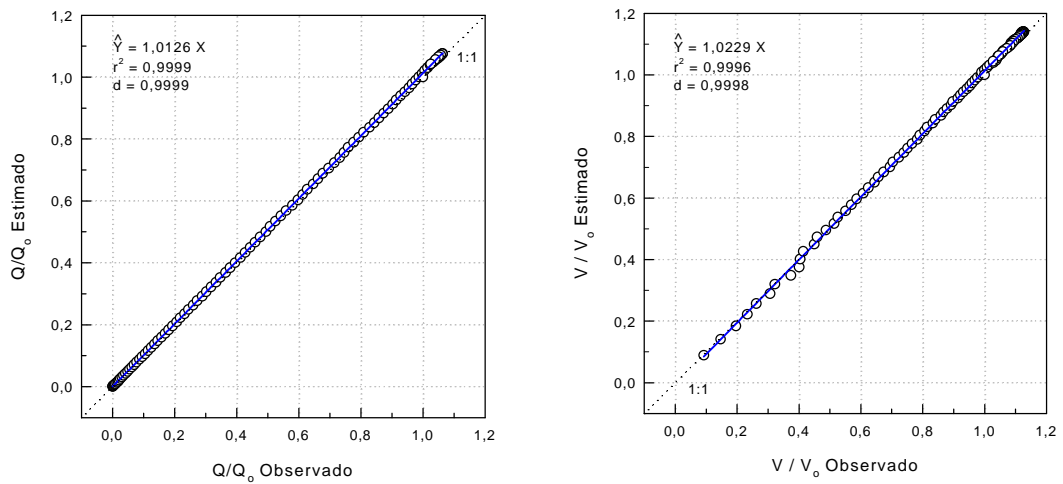 1,2
1,0
0,8
0,6
0,4
0,2
0,0
Q/Qo Estimado
Ŷ = 1,0126 X
r² = 0,9999
d = 0,9999
1:1
0,0 0,2 0,4 0,6 0,8 1,0 1,2
Q/Qo Observado
1,2
1,0
0,8
0,6
0,4
0,2
0,0
V / Vo Estimado
Ŷ = 1,0229 X
r² = 0,9996
d = 0,9998
1:1
0,0 0,2 0,4 0,6 0,8 1,0 1,2
V / Vo Observado